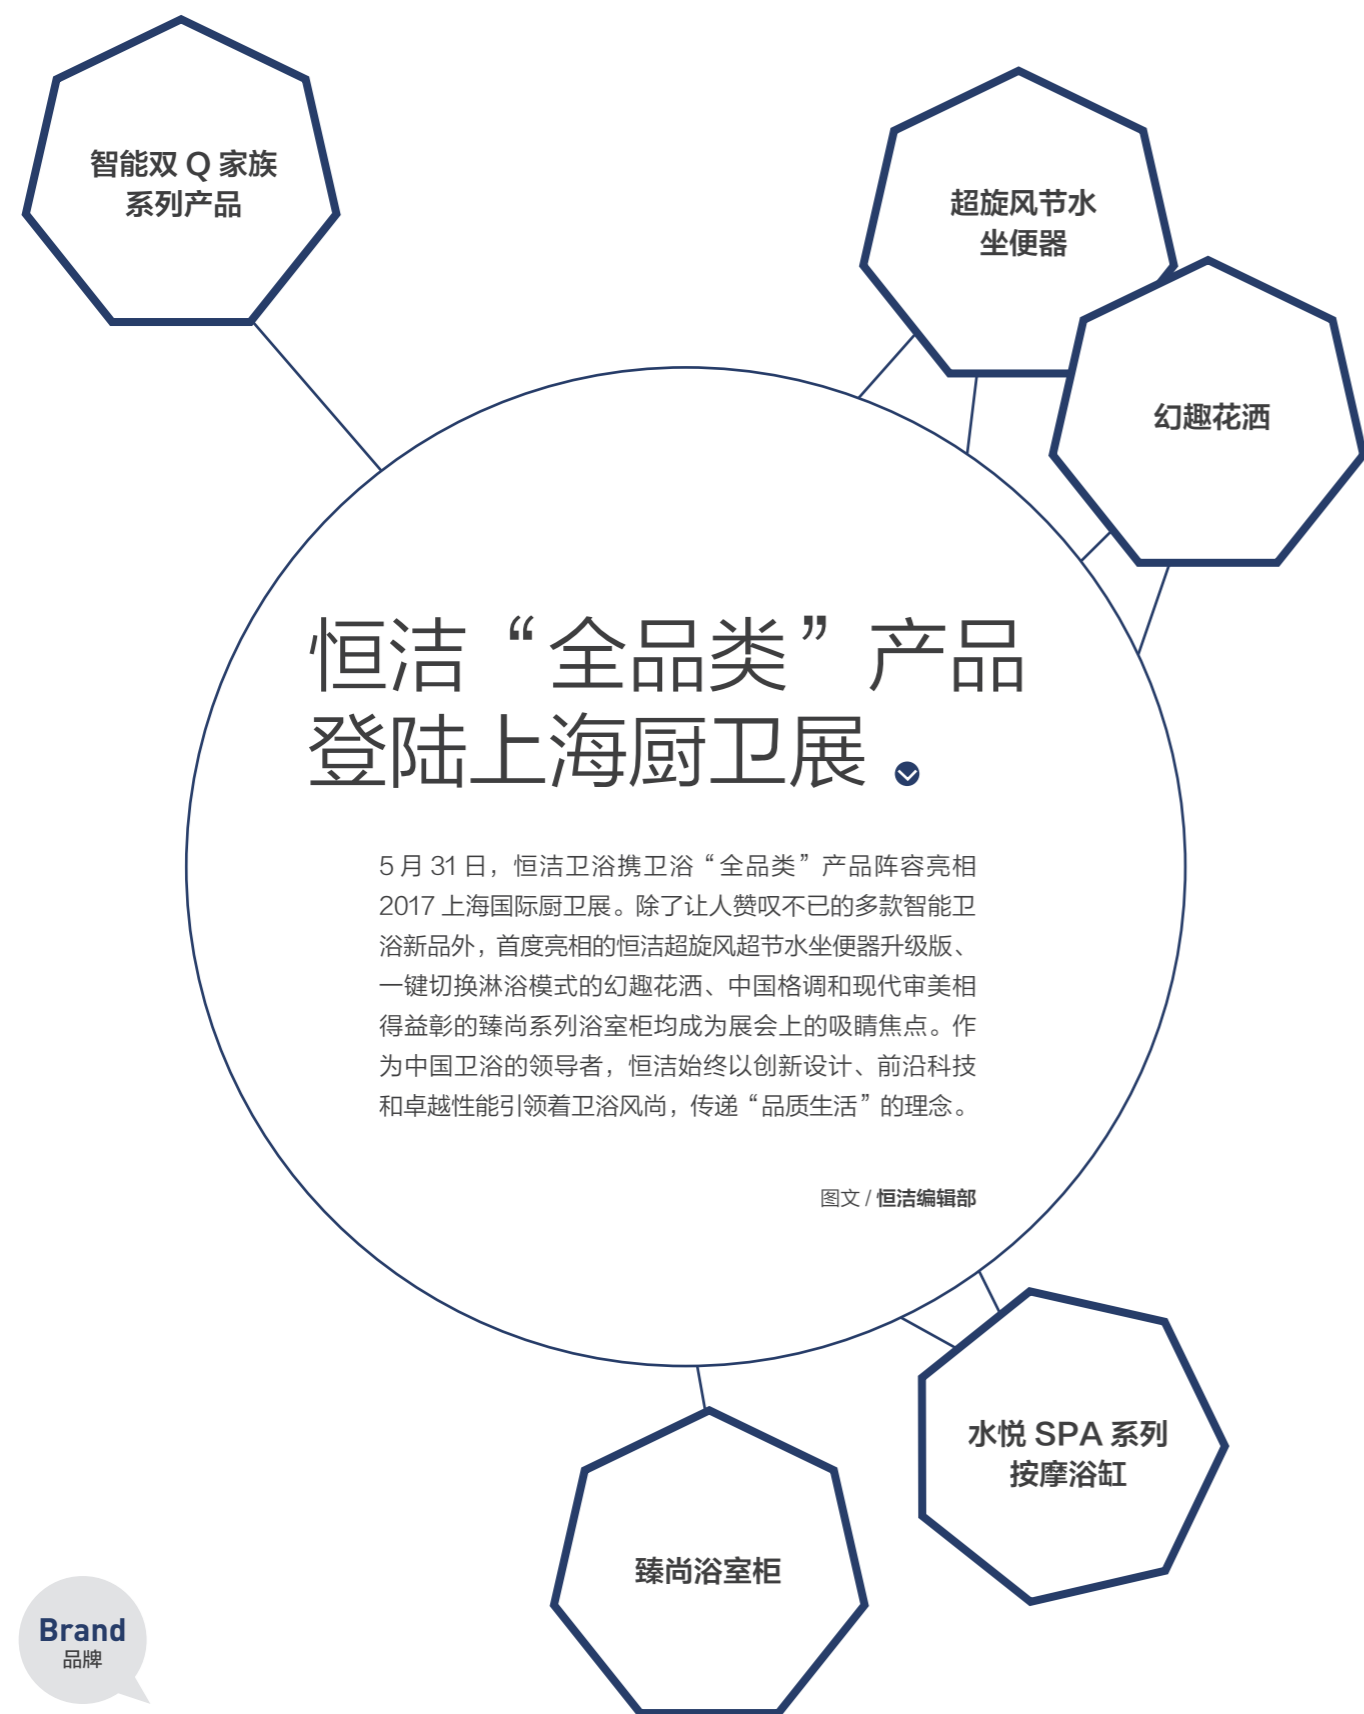 智能双 Q 家族
系列产品
超旋风节水
坐便器
幻趣花洒
恒洁“全品类”产品
登陆上海厨卫展
5 月 31 日，恒洁卫浴携卫浴“全品类”产品阵容亮相
2017 上海国际厨卫展。除了让人赞叹不已的多款智能卫
浴新品外，首度亮相的恒洁超旋风超节水坐便器升级版、
一键切换淋浴模式的幻趣花洒、中国格调和现代审美相
得益彰的臻尚系列浴室柜均成为展会上的吸睛焦点。作
为中国卫浴的领导者，恒洁始终以创新设计、前沿科技
和卓越性能引领着卫浴风尚，传递“品质生活”的理念。
图文 / 恒洁编辑部
水悦 SPA 系列
按摩浴缸
臻尚浴室柜
Brand
品牌